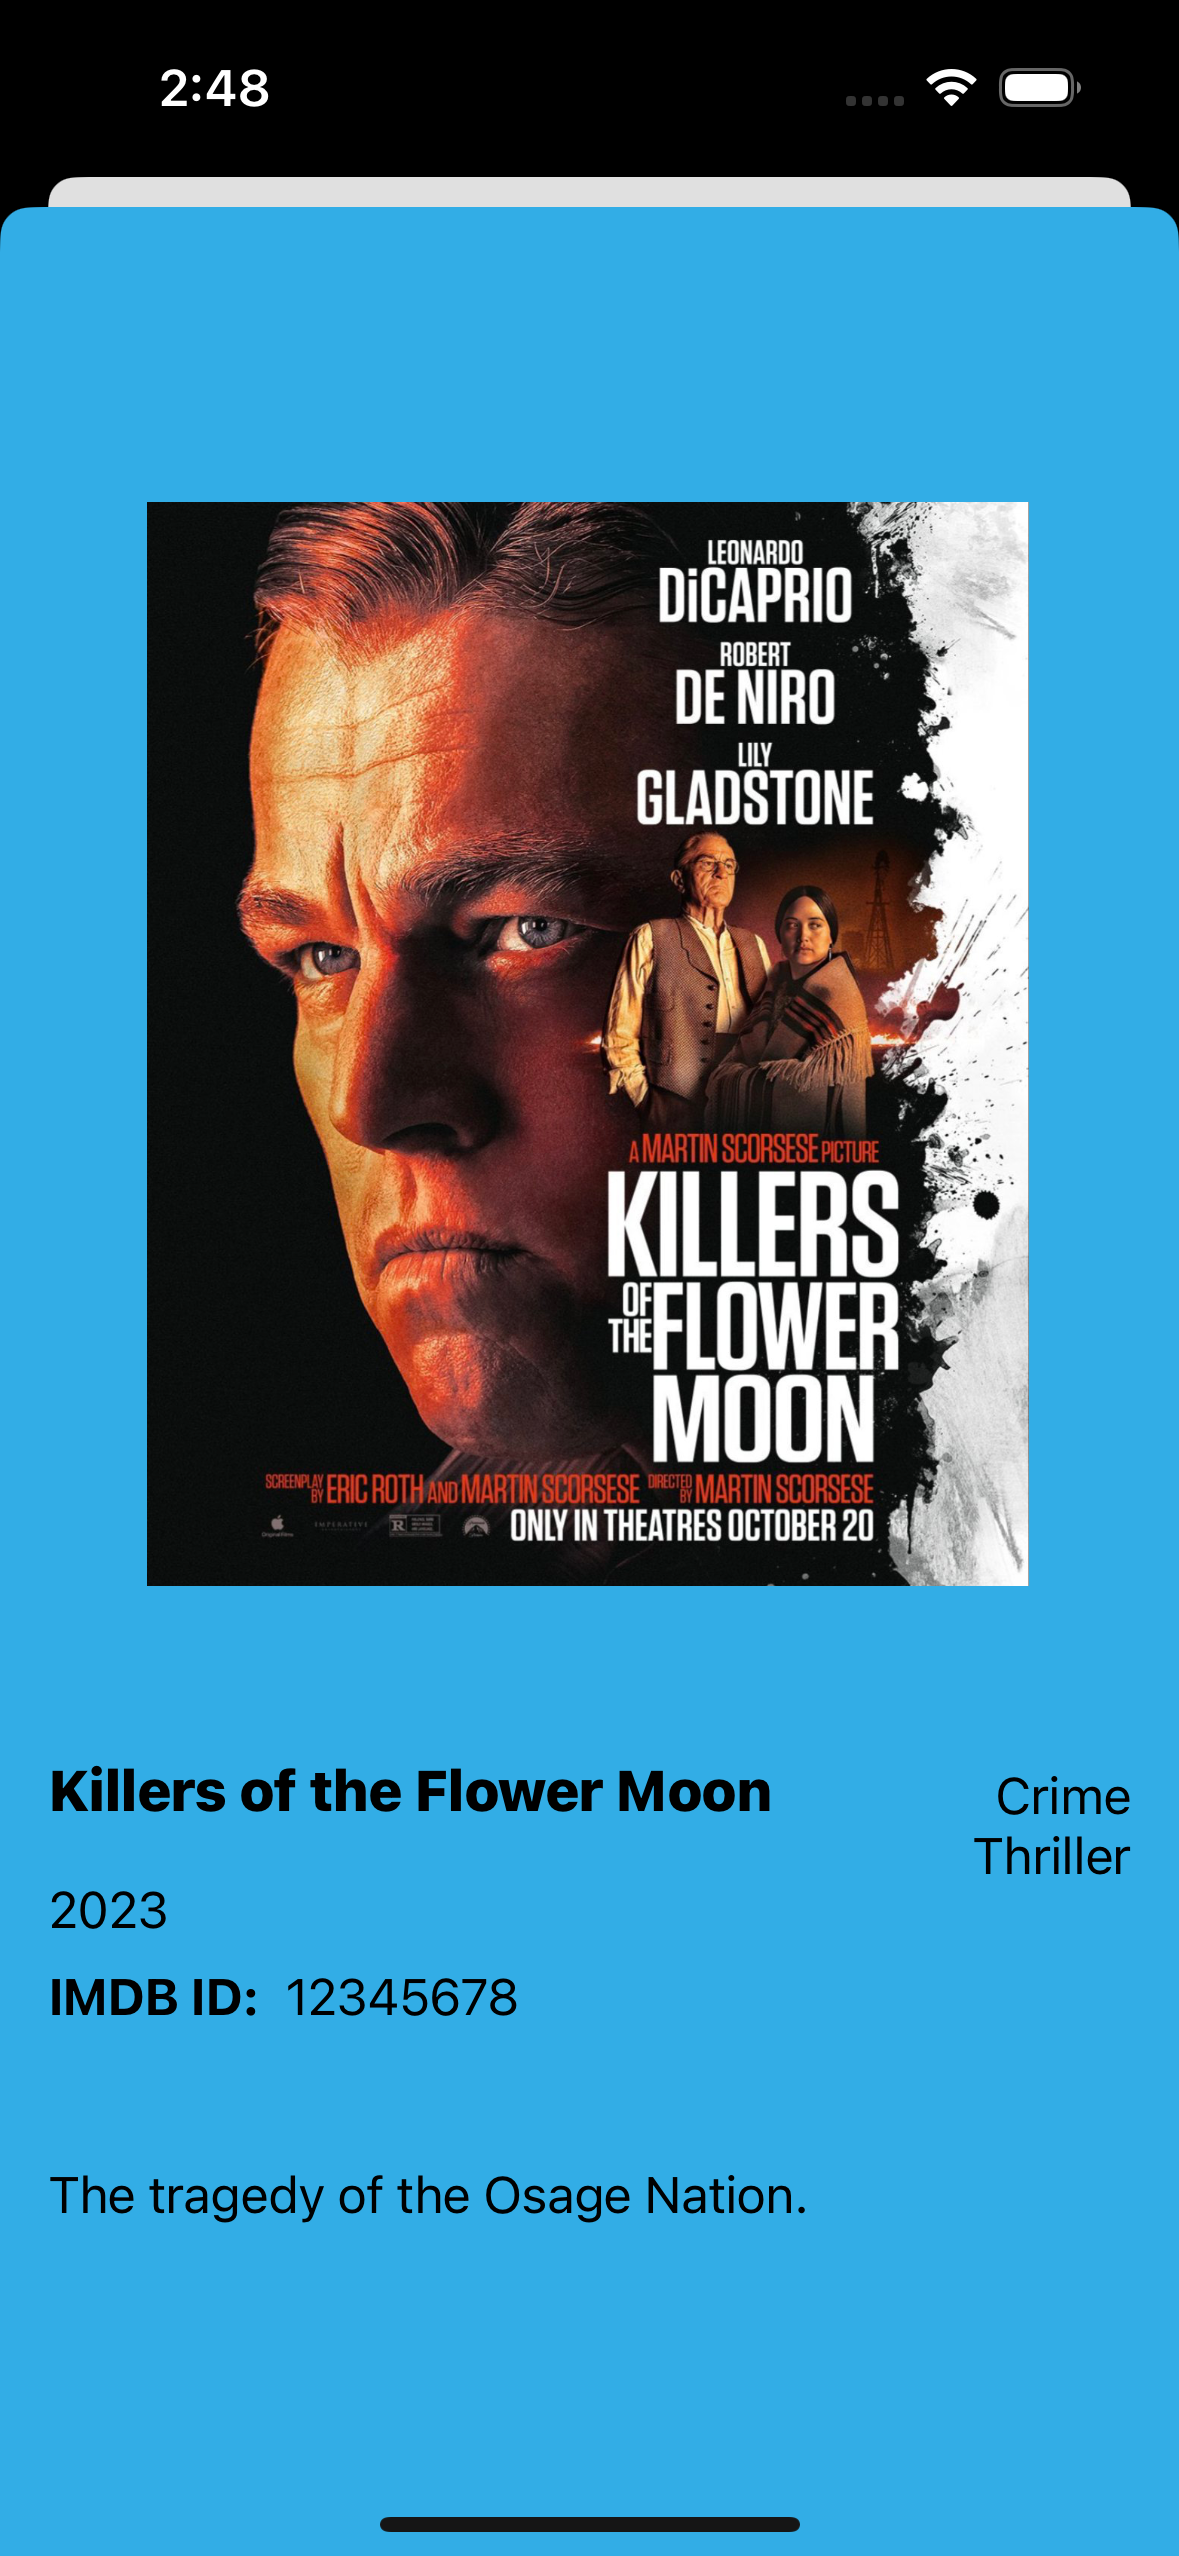 2:48
LEONARDO
DiCAPRIO
ROBERT
DE NIRO
LILY
GLADSTONE
A MARTIN SCORSESE PICTURE
KILLERS
OF THE FLOWER
MOON
SCREENPLAY BY ERIC ROTH AND MARTIN SCORSESE DIRECTED BY MARTIN SCORSESE
IMPERATIVE R ONLY IN THEATRES OCTOBER 20
Killers of the Flower Moon
Crime
Thriller
2023
IMDB ID: 12345678
The tragedy of the Osage Nation.